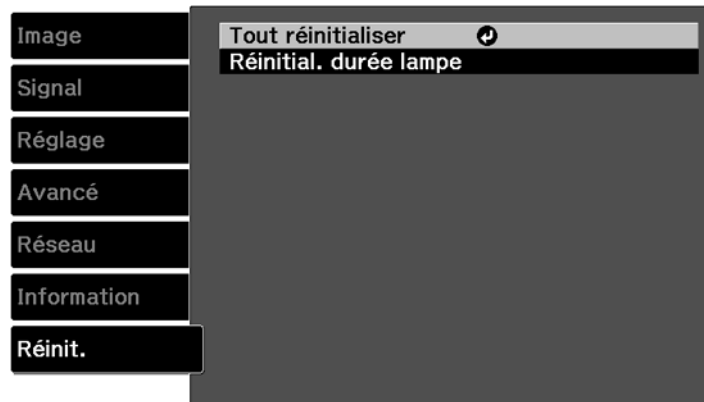 Image
Signal
Réglage
Avancé
Réseau
Information
Réinit.
Tout réinitialiser
Réinitial. durée lampe